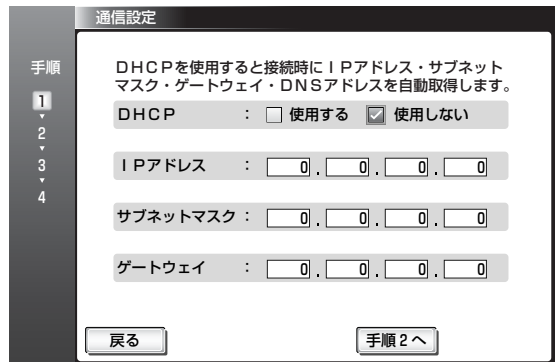 通信設定
手順
1
2
3
4
DHCPを使用すると接続時にIPアドレス・サブネット
マスク・ゲートウェイ・DNSアドレスを自動取得します。
DHCP : 使用する 使用しない
IPアドレス : 0 . 0 . 0 . 0
サブネットマスク : 0 . 0 . 0 . 0
ゲートウェイ : 0 . 0 . 0 . 0
戻る 手順2へ